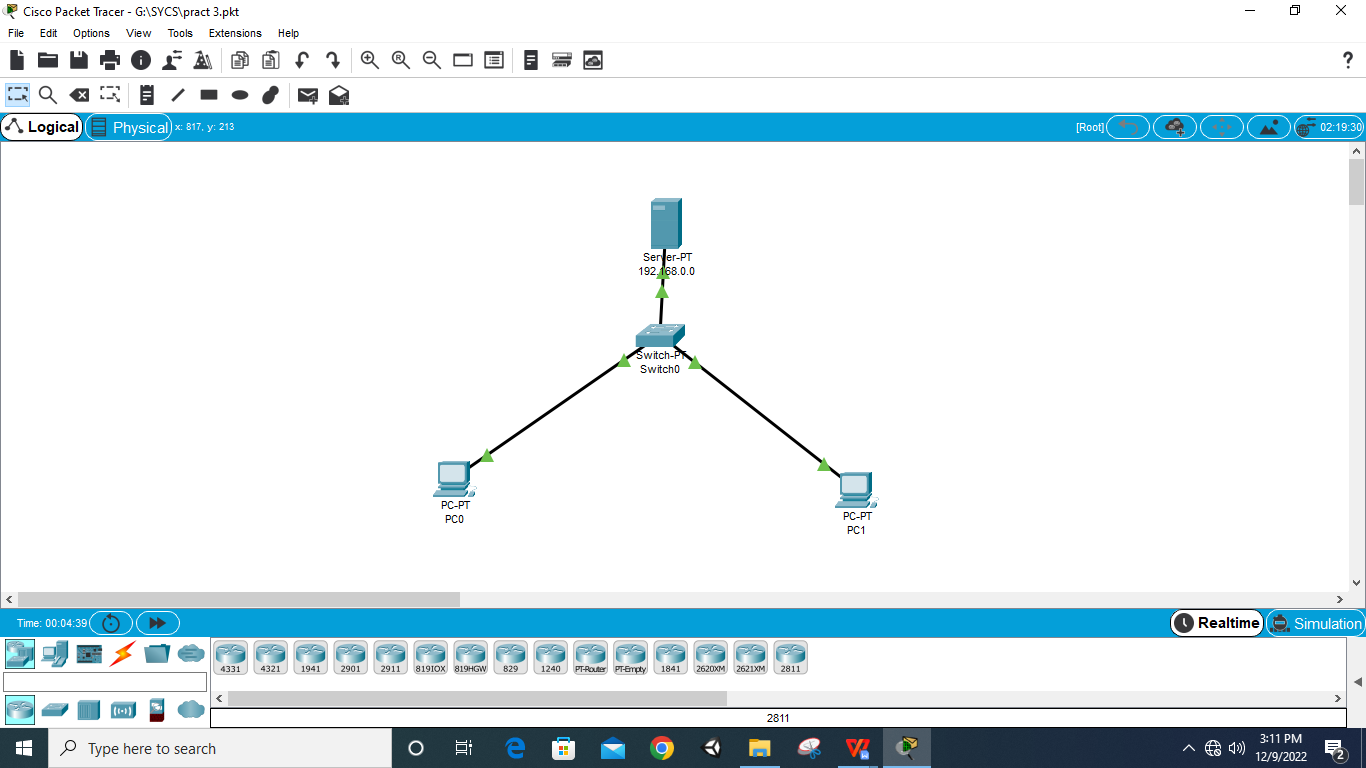 Cisco Packet Tracer - G:\SYCS\pract 3.pkt
File Edit Options View Tools Extensions Help
R
?
Logical Physical x: 817, y: 213 [Root] 02:19:30
Server-PT
192.168.0.0
Switch-PT
Switch0
PC-PT
PC0
PC-PT
PC1
Time: 00:04:39 Realtime Simulation
4331 4321 1941 2901 2911 819IOX 819HGW 829 1240 PT-Router PT-Empty 1841 2620XM 2621XM 2811
2811
Type here to search
3:11 PM
12/9/2022
2